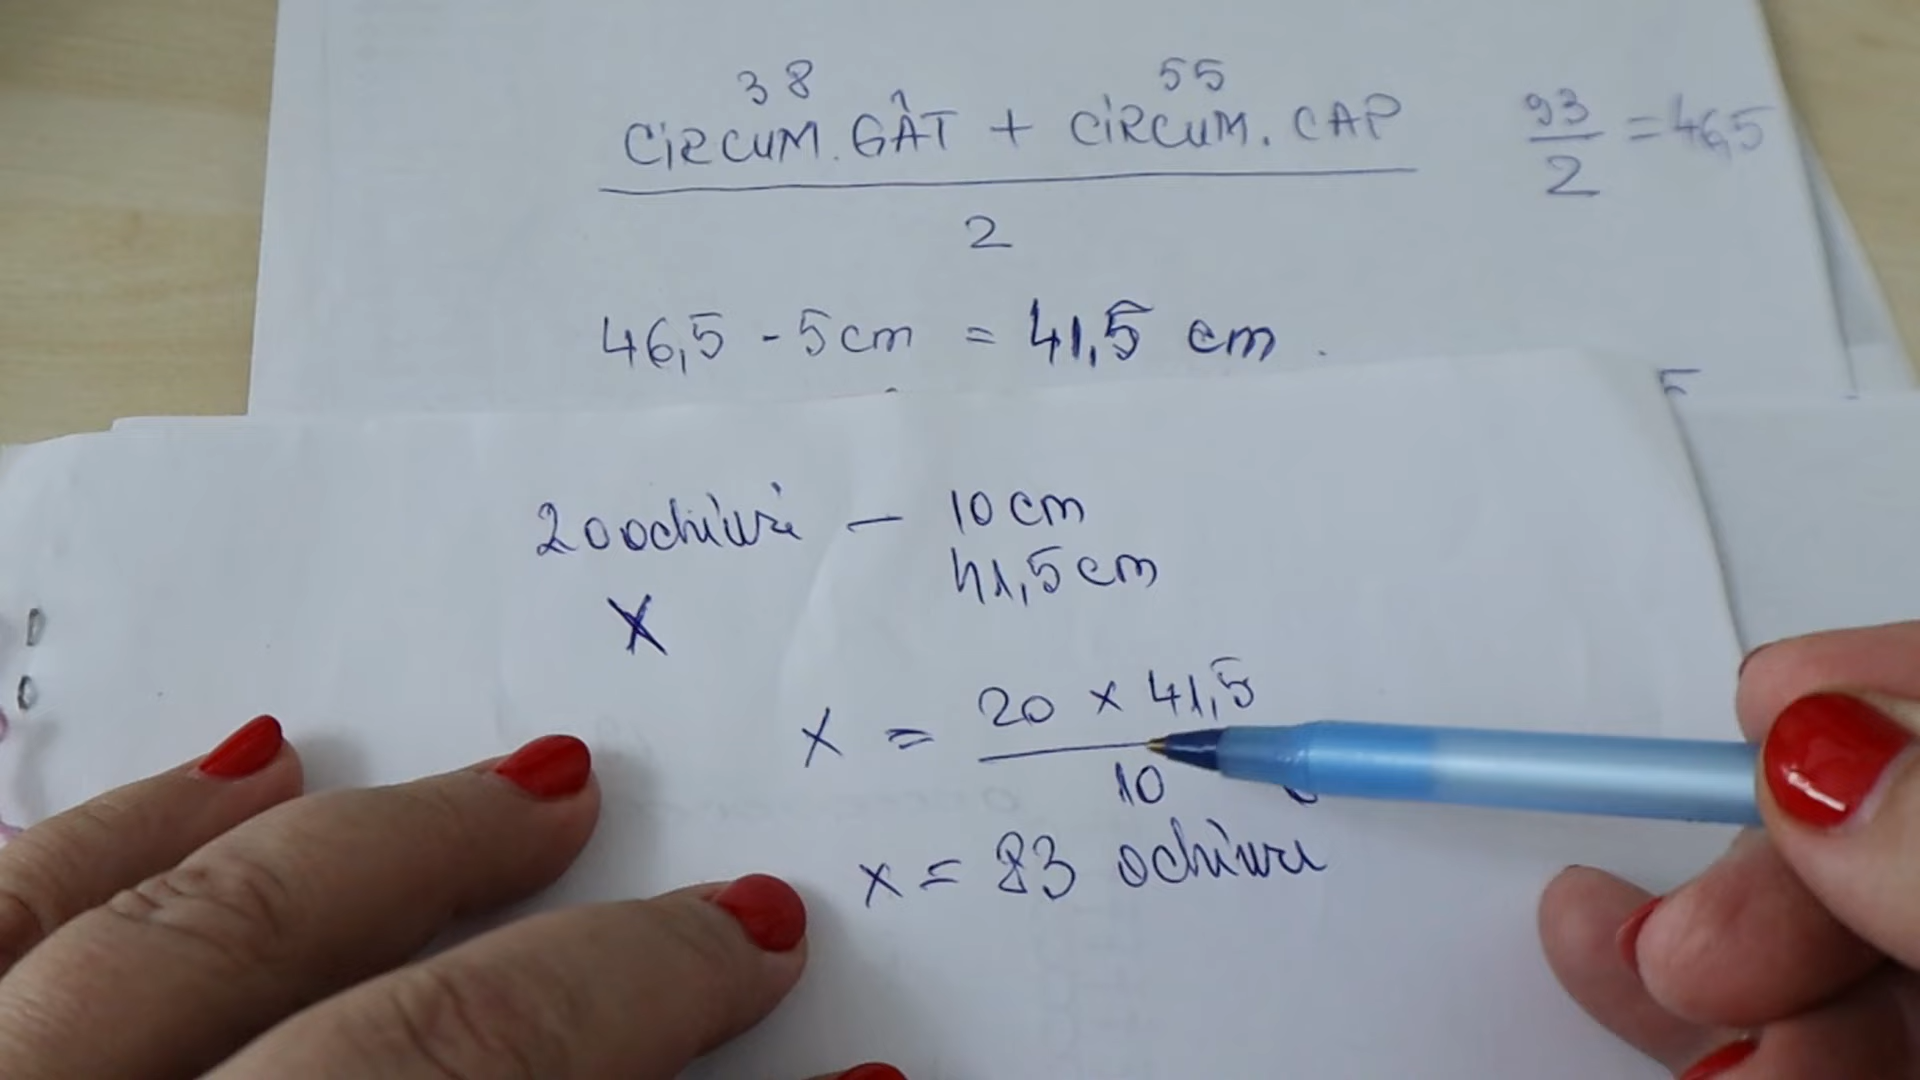 38 55
CIRCUM. GÂT + CIRCUM. CAP
2
93
2
= 46,5
46,5 - 5cm = 41,5 cm.
5
20 ochiuri — 10 cm
X 41,5 cm
x = 20 x 41,5
10
x = 83 ochiuri